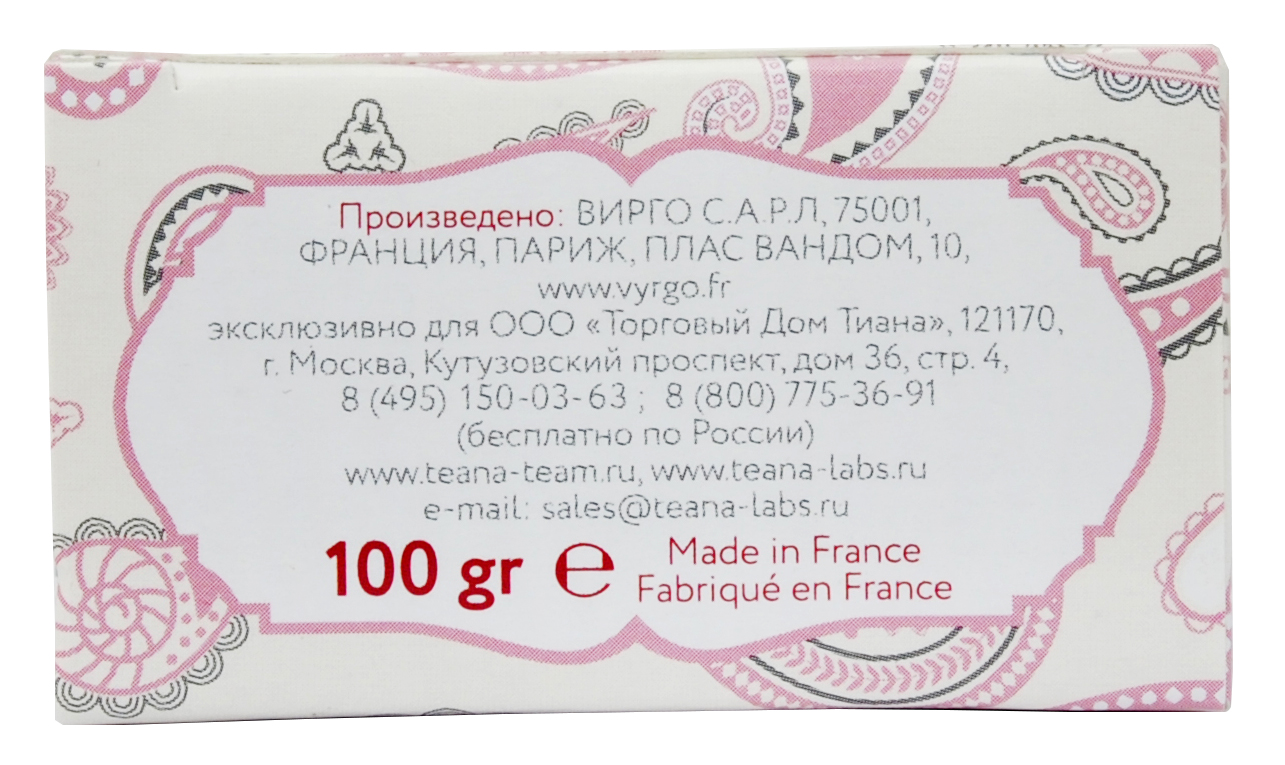 Произведено: ВИРГО С.А.Р.Л, 75001,
ФРАНЦИЯ, ПАРИЖ, ПЛАС ВАНДОМ, 10,
www.vyrgo.fr
эксклюзивно для ООО «Торговый Дом Тиана», 121170,
г. Москва, Кутузовский проспект, дом 36, стр. 4,
8 (495) 150-03-63 ; 8 (800) 775-36-91
(бесплатно по России)
www.teana-team.ru, www.teana-labs.ru
e-mail: sales@teana-labs.ru
100 gr ℮ Made in France
Fabriqué en France